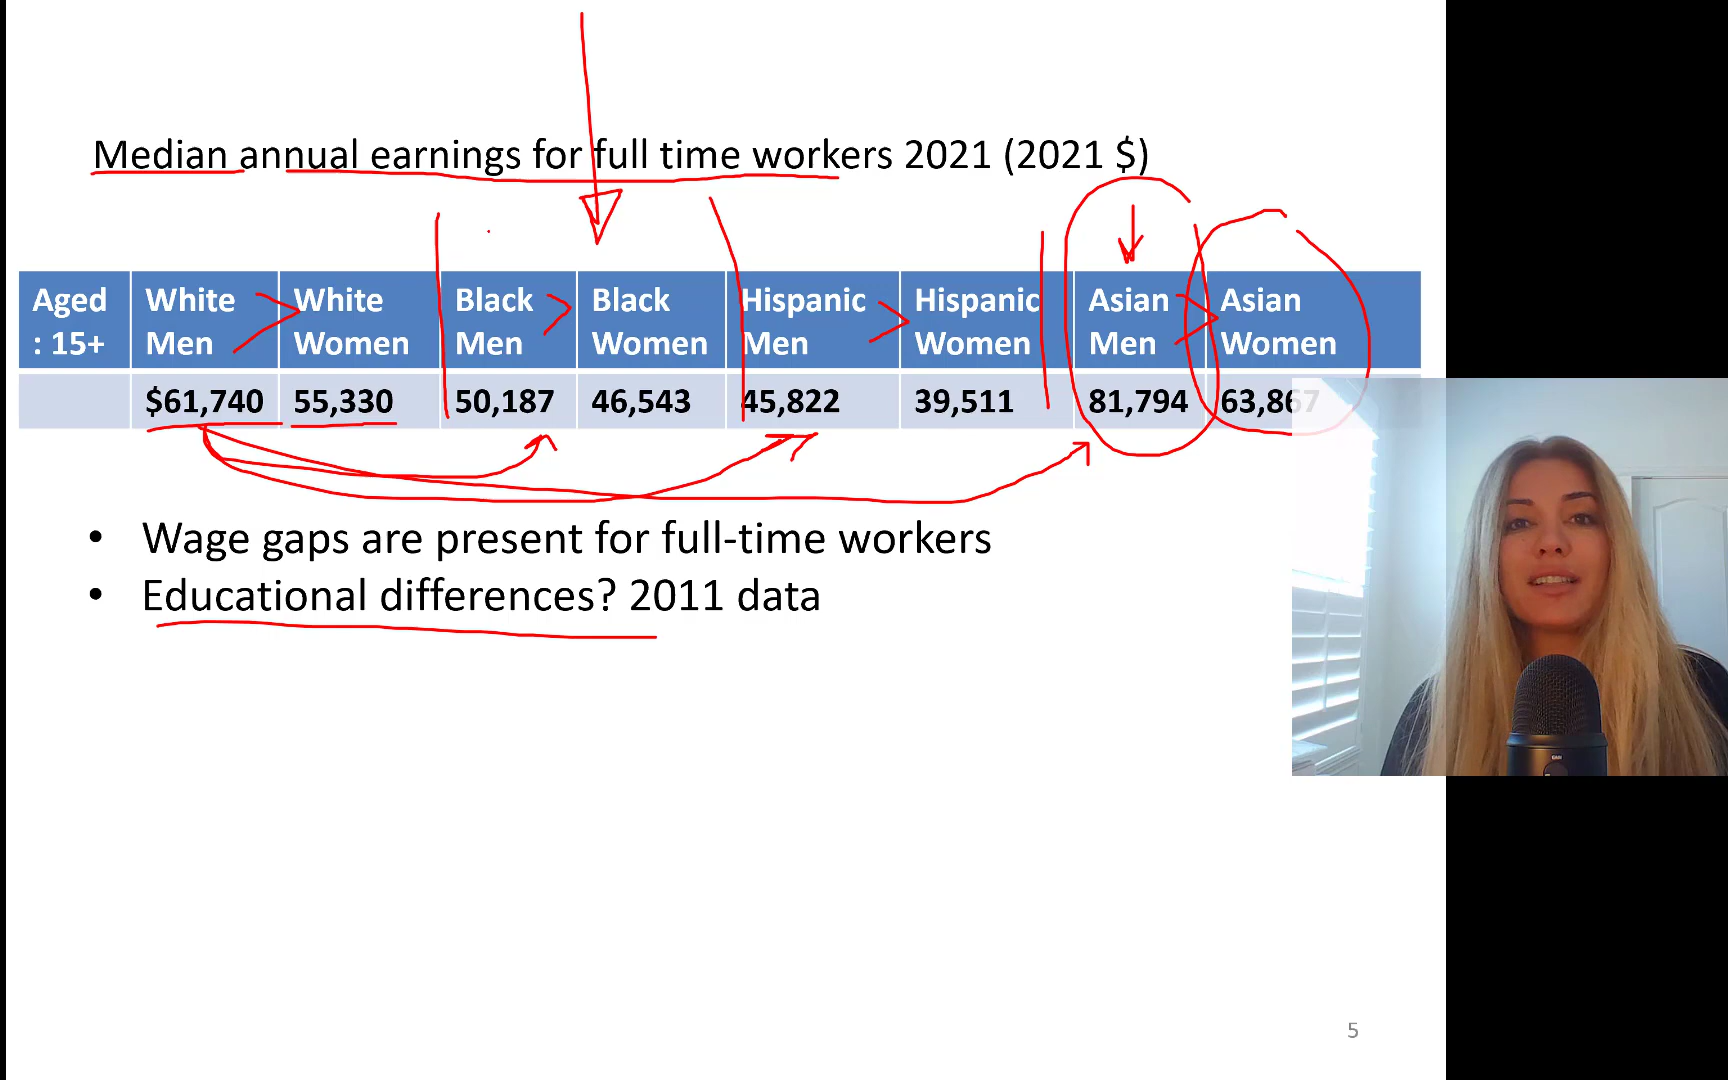 Median annual earnings for full time workers 2021 (2021 $)
Aged : 15+ White Men White Women Black Men Black Women Hispanic Men Hispanic Women Asian Men Asian Women
$61,740 55,330 50,187 46,543 45,822 39,511 81,794 63,867
• Wage gaps are present for full-time workers
• Educational differences? 2011 data
5